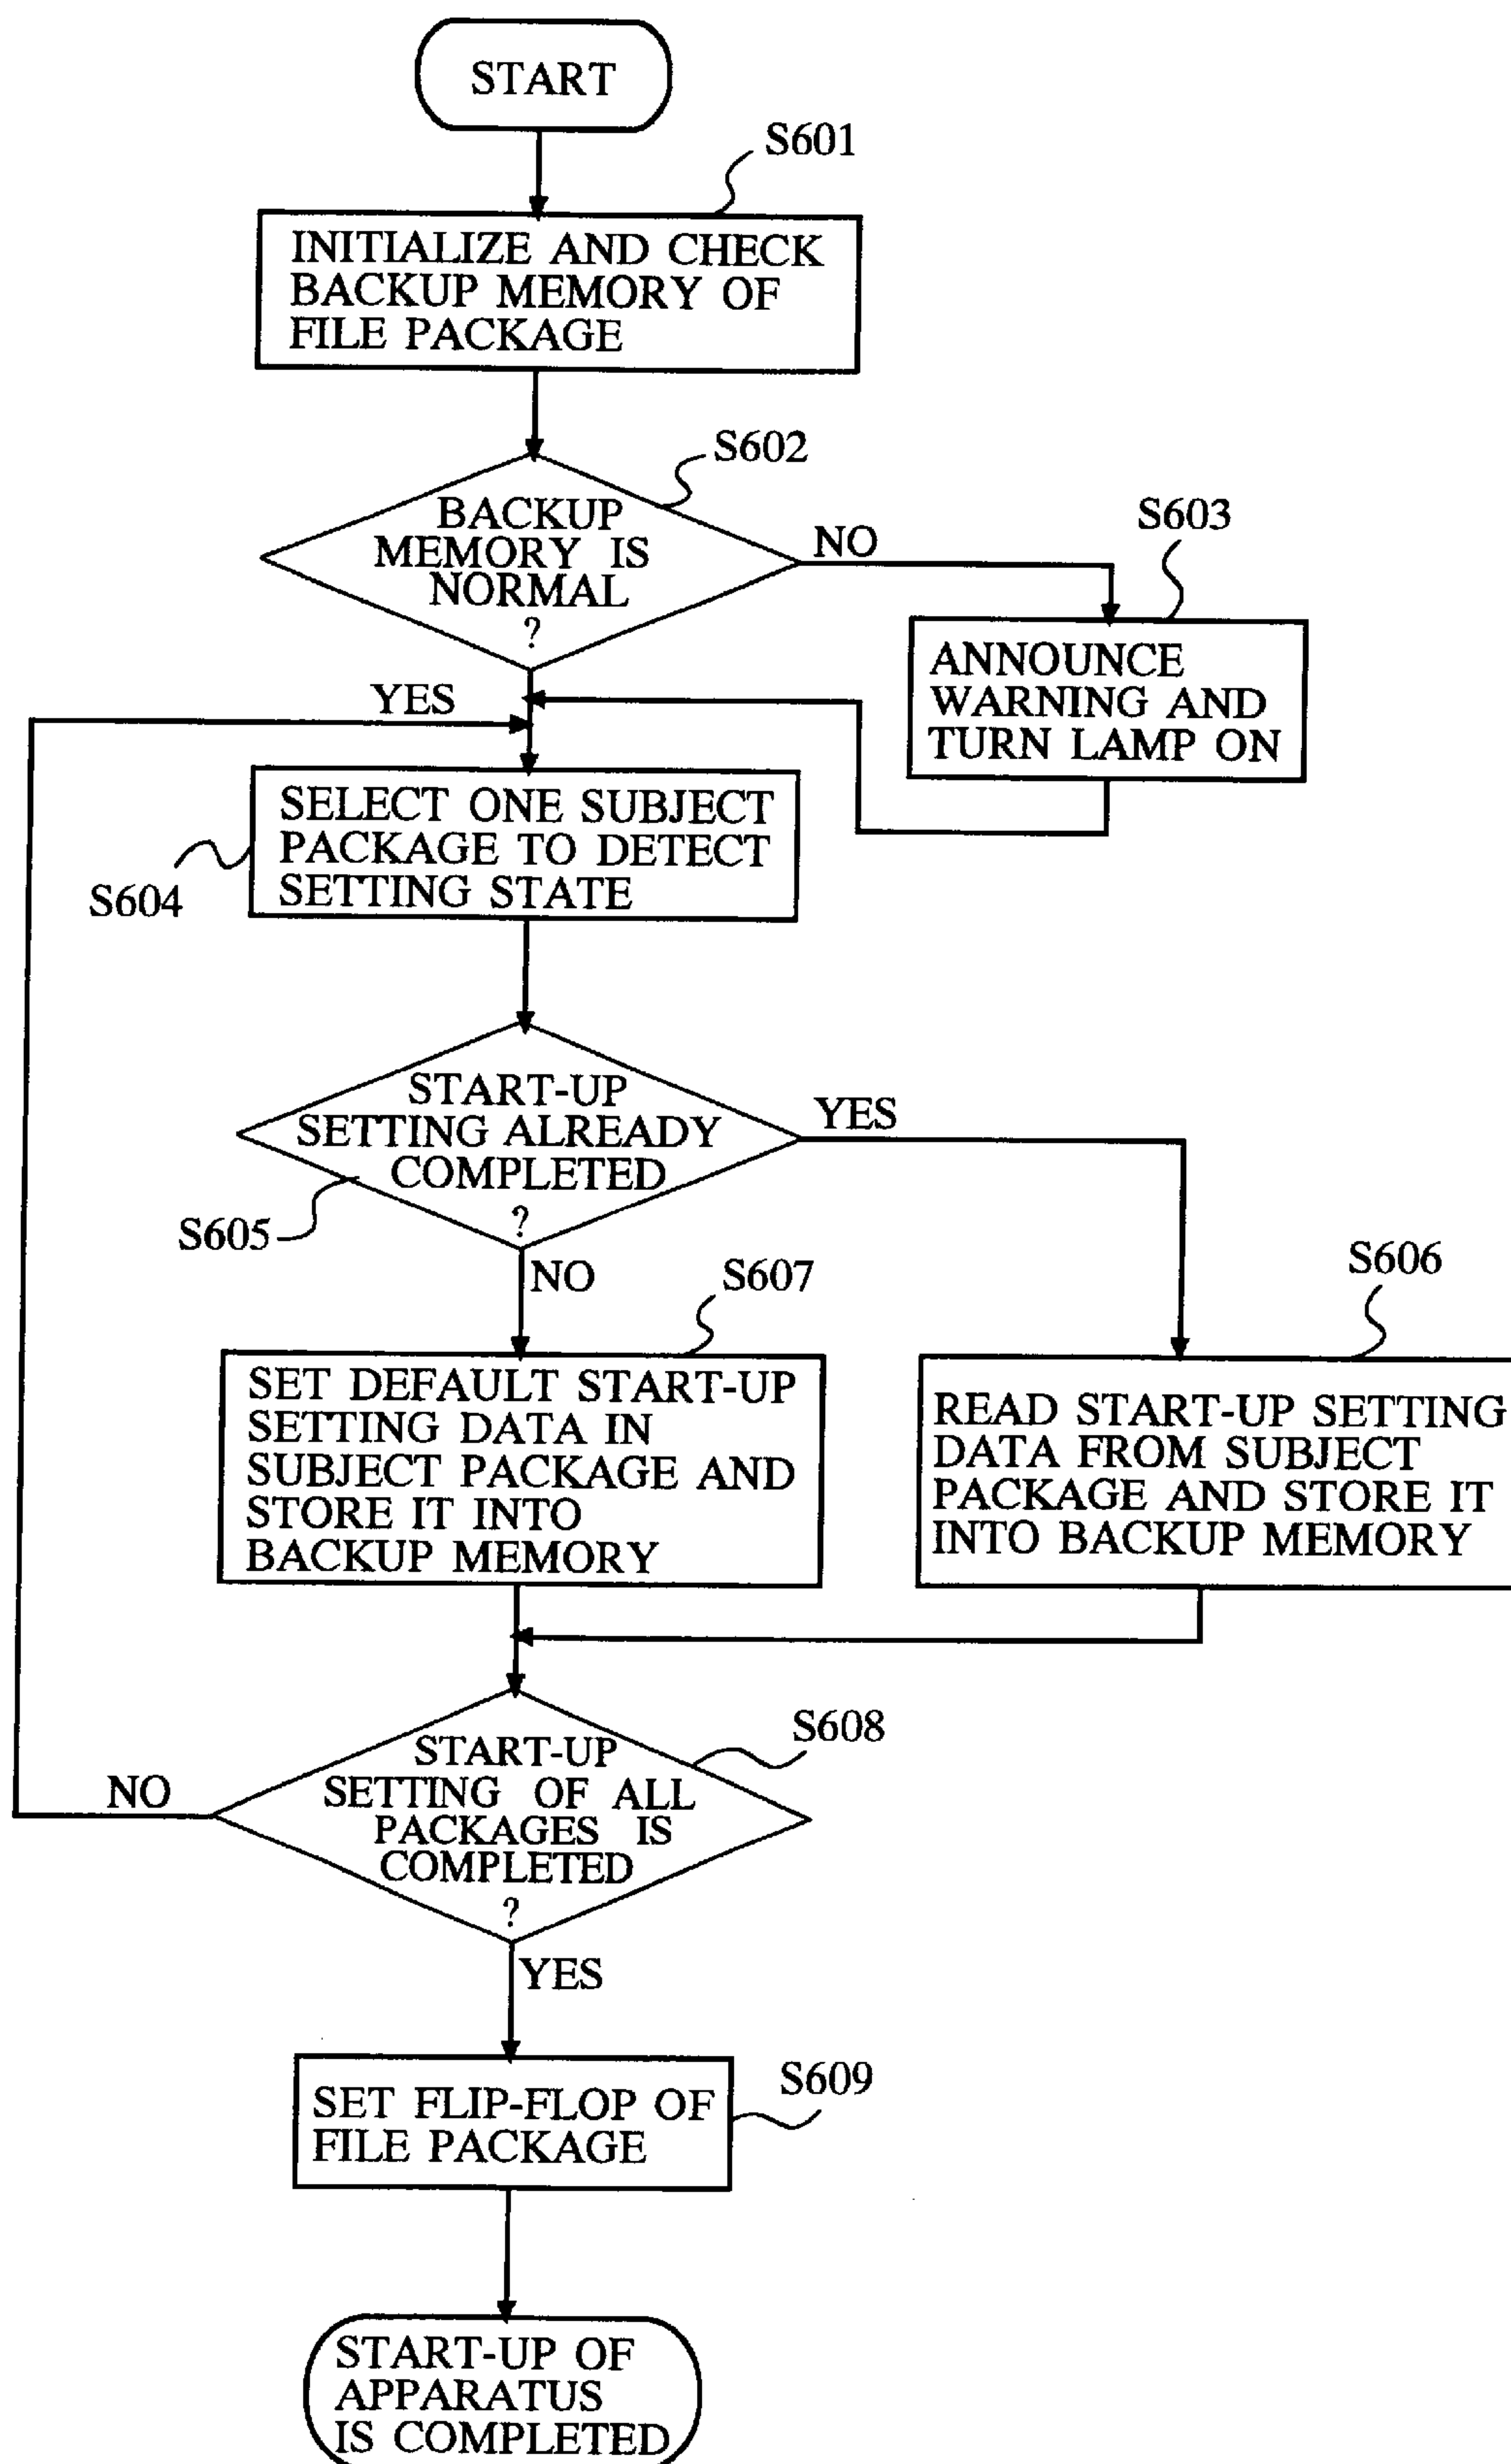 START
S601
INITIALIZE AND CHECK
BACKUP MEMORY OF
FILE PACKAGE
S602
BACKUP
MEMORY IS
NORMAL
?
NO
S603
ANNOUNCE
WARNING AND
TURN LAMP ON
YES
SELECT ONE SUBJECT
PACKAGE TO DETECT
SETTING STATE
S604
START-UP
SETTING ALREADY
COMPLETED
?
YES
S605
NO
S607
S606
SET DEFAULT START-UP
SETTING DATA IN
SUBJECT PACKAGE AND
STORE IT INTO
BACKUP MEMORY
READ START-UP SETTING
DATA FROM SUBJECT
PACKAGE AND STORE IT
INTO BACKUP MEMORY
S608
START-UP
SETTING OF ALL
PACKAGES IS
COMPLETED
?
NO
YES
S609
SET FLIP-FLOP OF
FILE PACKAGE
START-UP OF
APPARATUS
IS COMPLETED